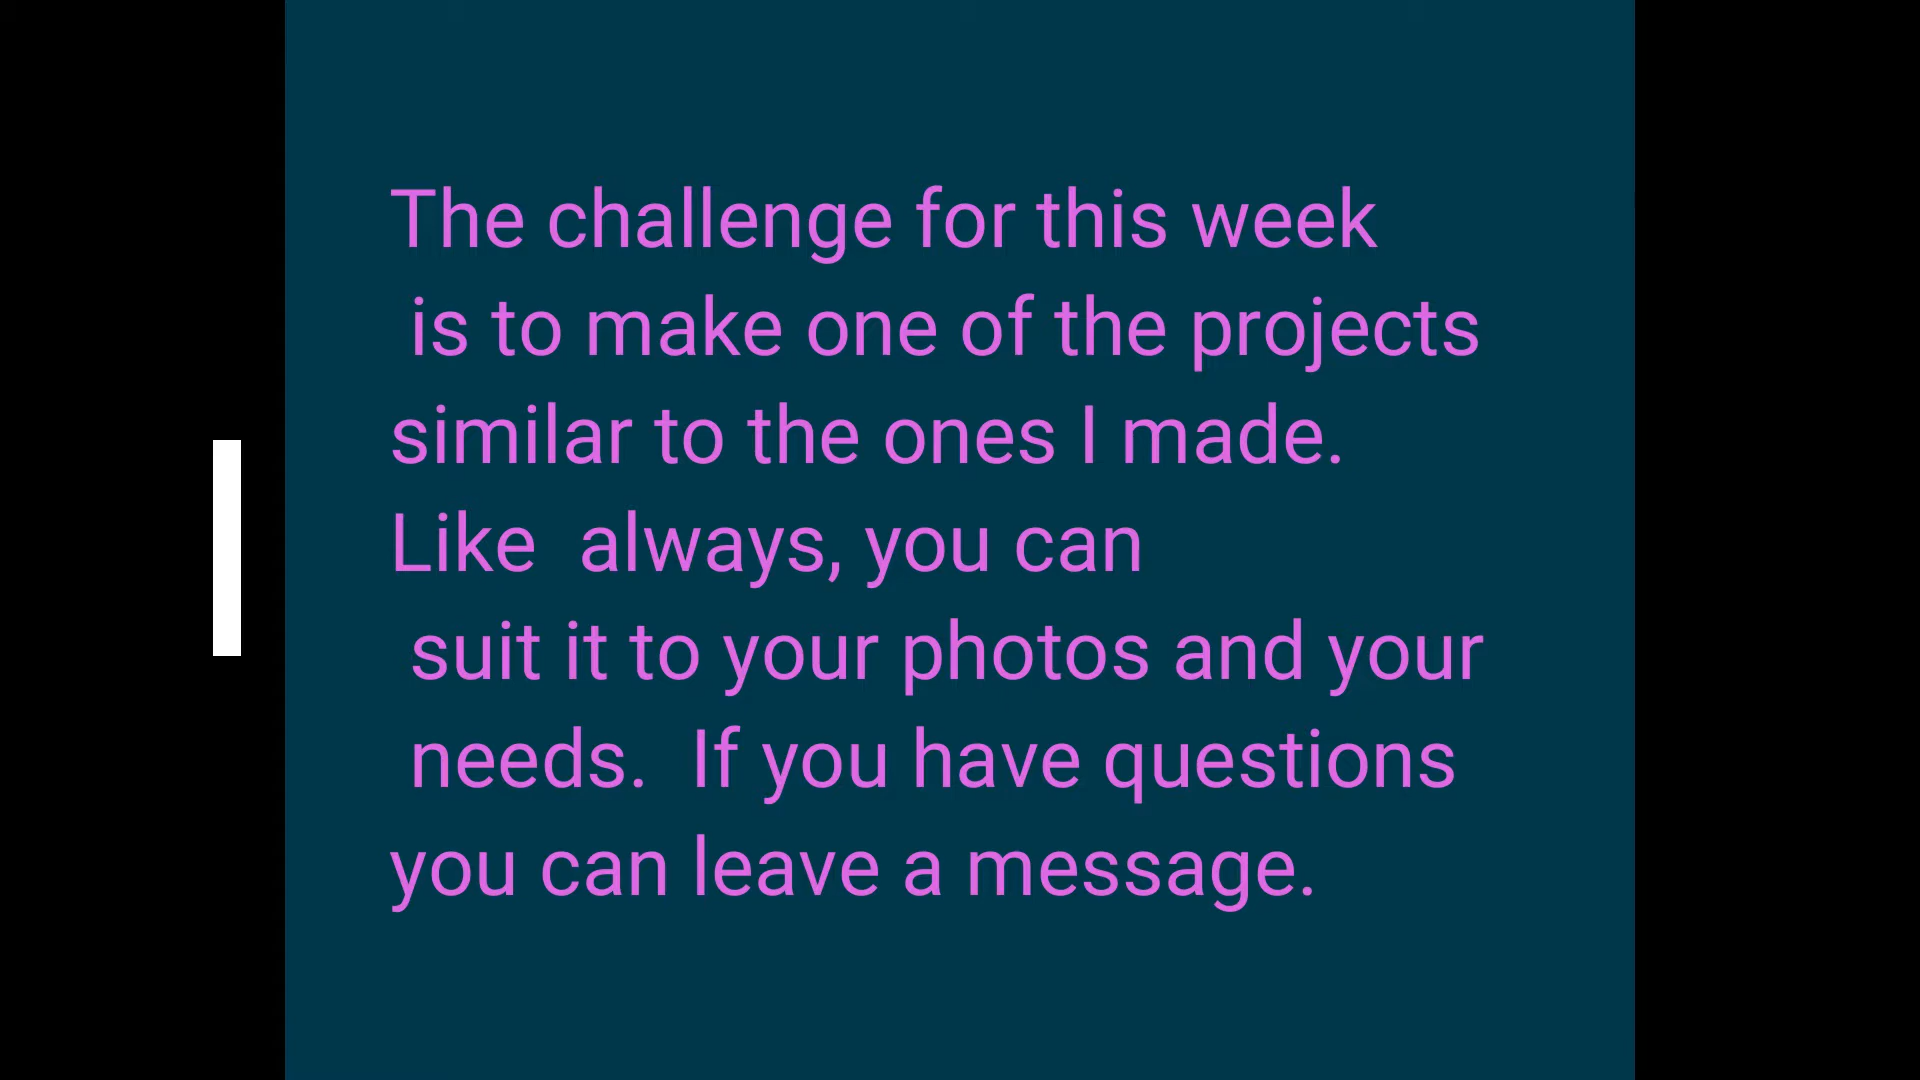 The challenge for this week
is to make one of the projects
similar to the ones I made.
Like  always, you can
suit it to your photos and your
needs.  If you have questions
you can leave a message.